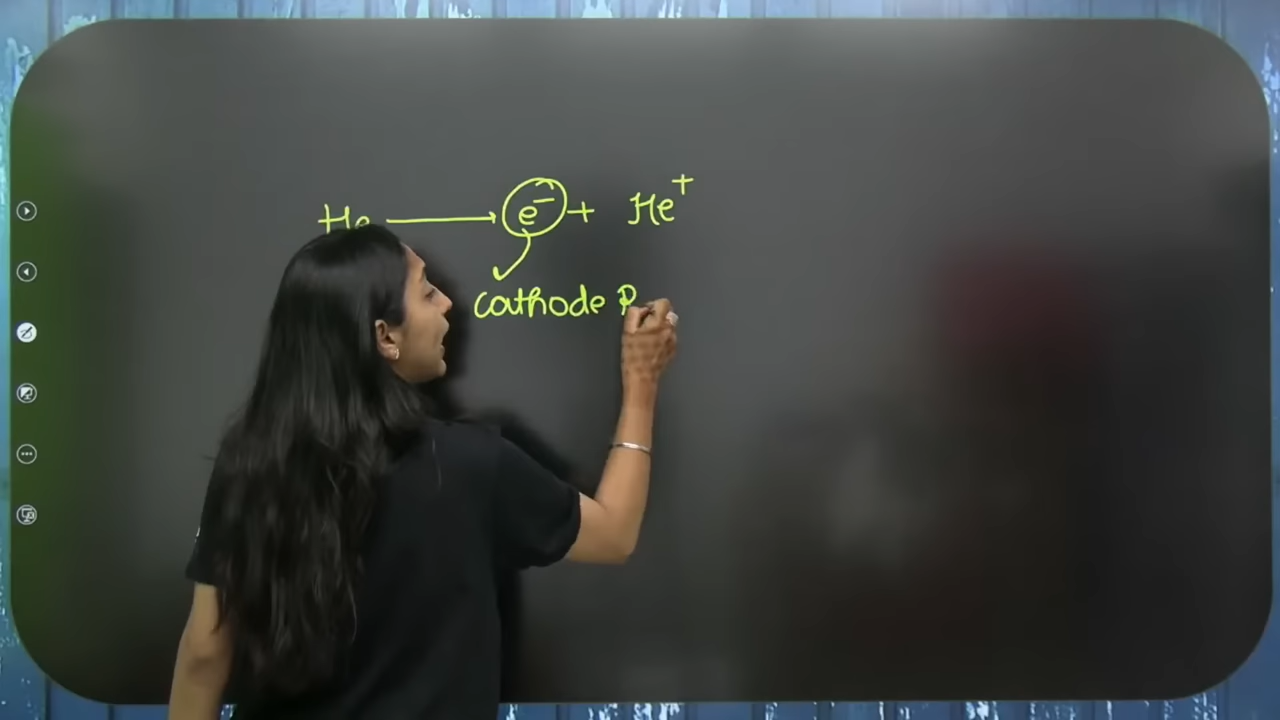 He → e⁻ + He⁺
cathode